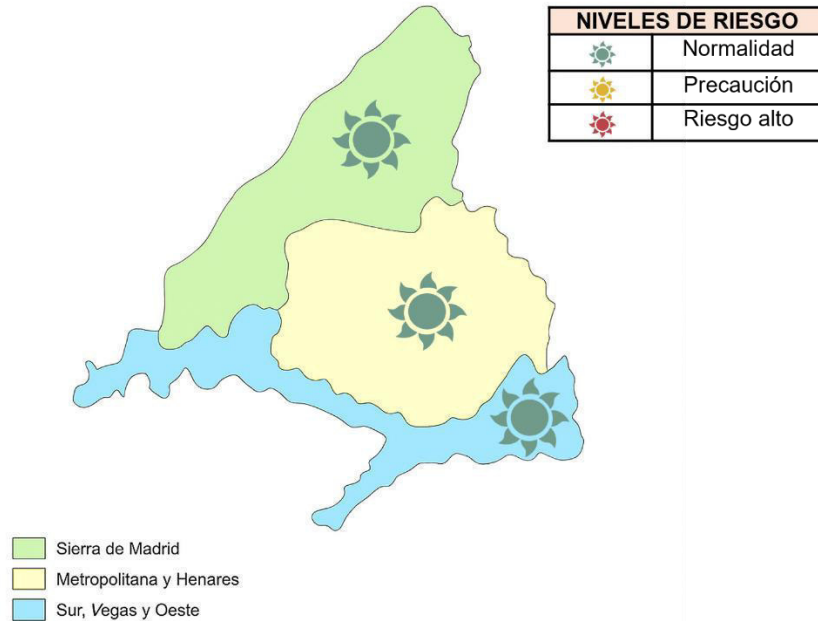 NIVELES DE RIESGO
Normalidad
Precaución
Riesgo alto
Sierra de Madrid
Metropolitana y Henares
Sur, Vegas y Oeste